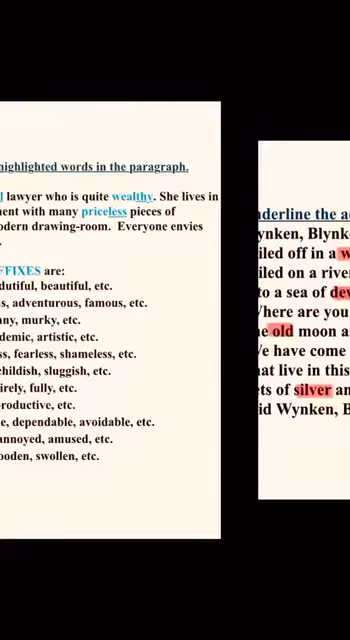 highlighted words in the paragraph.
lawyer who is quite wealthy. She lives in
ment with many priceless pieces of
odern drawing-room. Everyone envies
.
FFIXES are:
dutiful, beautiful, etc.
s, adventurous, famous, etc.
any, murky, etc.
demic, artistic, etc.
ss, fearless, shameless, etc.
childish, sluggish, etc.
irely, fully, etc.
productive, etc.
e, dependable, avoidable, etc.
annoyed, amused, etc.
ooden, swollen, etc.
nderline the a
ynken, Blynk
iled off in a w
iled on a rive
to a sea of dev
Where are you
he old moon a
We have come
hat live in this
ets of silver an
id Wynken, B